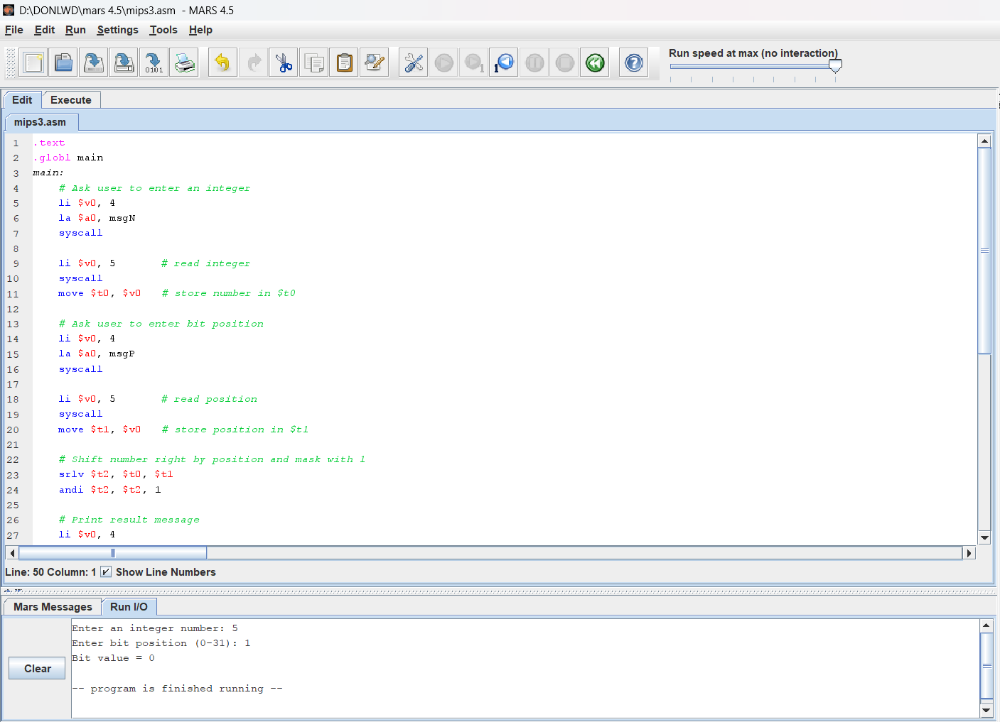 D:\DONLWD\mars 4.5\mips3.asm - MARS 4.5
File Edit Run Settings Tools Help
Run speed at max (no interaction)
0101
1
1
Edit Execute
mips3.asm
1 .text
2 .globl main
3 main:
4 # Ask user to enter an integer
5 li $v0, 4
6 la $a0, msgN
7 syscall
8
9 li $v0, 5 # read integer
10 syscall
11 move $t0, $v0 # store number in $t0
12
13 # Ask user to enter bit position
14 li $v0, 4
15 la $a0, msgP
16 syscall
17
18 li $v0, 5 # read position
19 syscall
20 move $t1, $v0 # store position in $t1
21
22 # Shift number right by position and mask with 1
23 srlv $t2, $t0, $t1
24 andi $t2, $t2, 1
25
26 # Print result message
27 li $v0, 4
Line: 50 Column: 1 Show Line Numbers
Mars Messages Run I/O
Enter an integer number: 5
Enter bit position (0-31): 1
Bit value = 0
Clear
-- program is finished running --